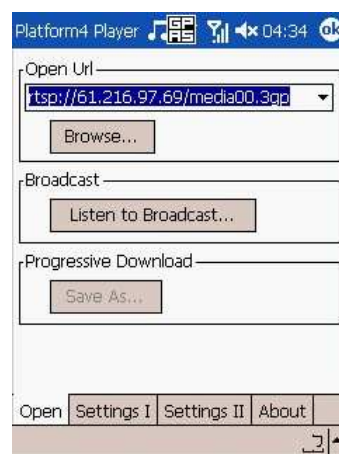 Platform4 Player GPRS 04:34 ok
Open Url
rtsp://61.216.97.69/media00.3gp
Browse...
Broadcast
Listen to Broadcast...
Progressive Download
Save As...
Open Settings I Settings II About